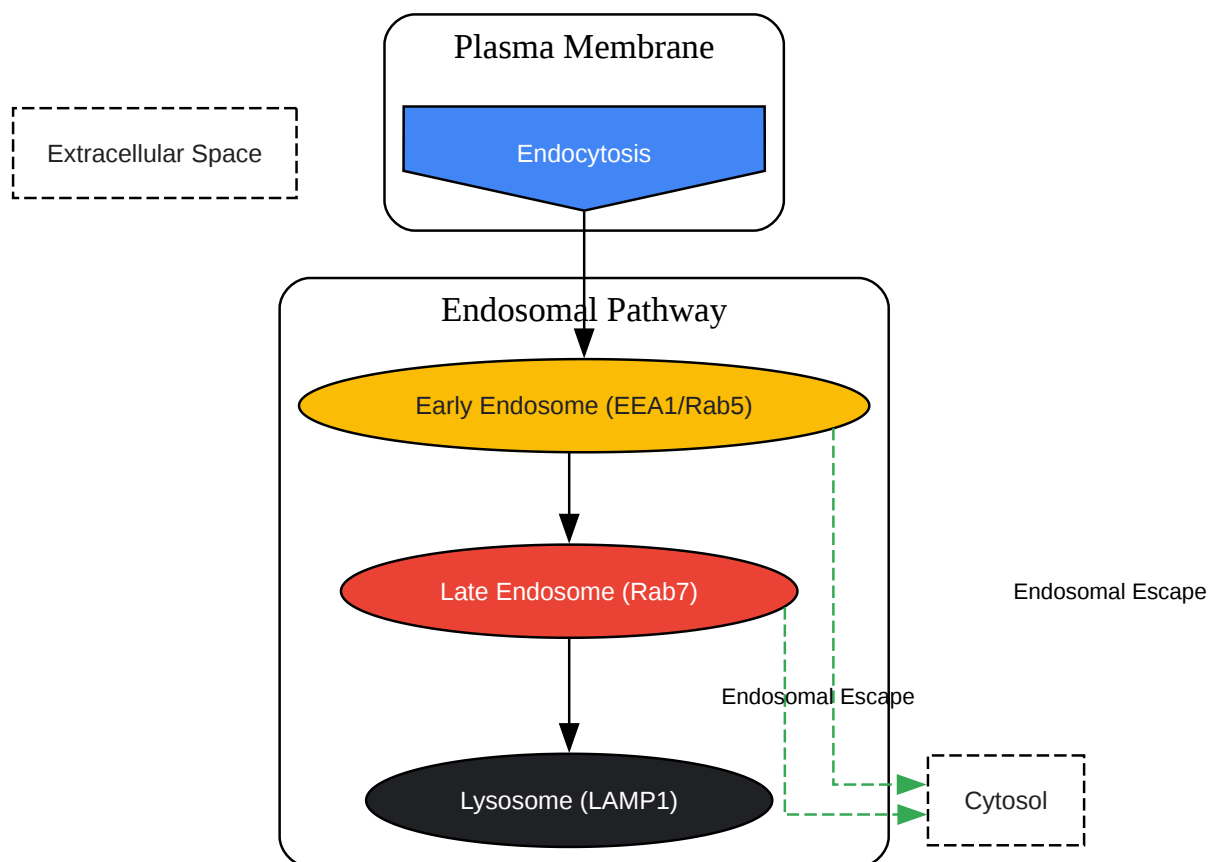 Plasma Membrane
Extracellular Space
Endocytosis
Endosomal Pathway
Early Endosome (EEA1/Rab5)
Late Endosome (Rab7)
Endosomal Escape
Endosomal Escape
Lysosome (LAMP1)
Cytosol